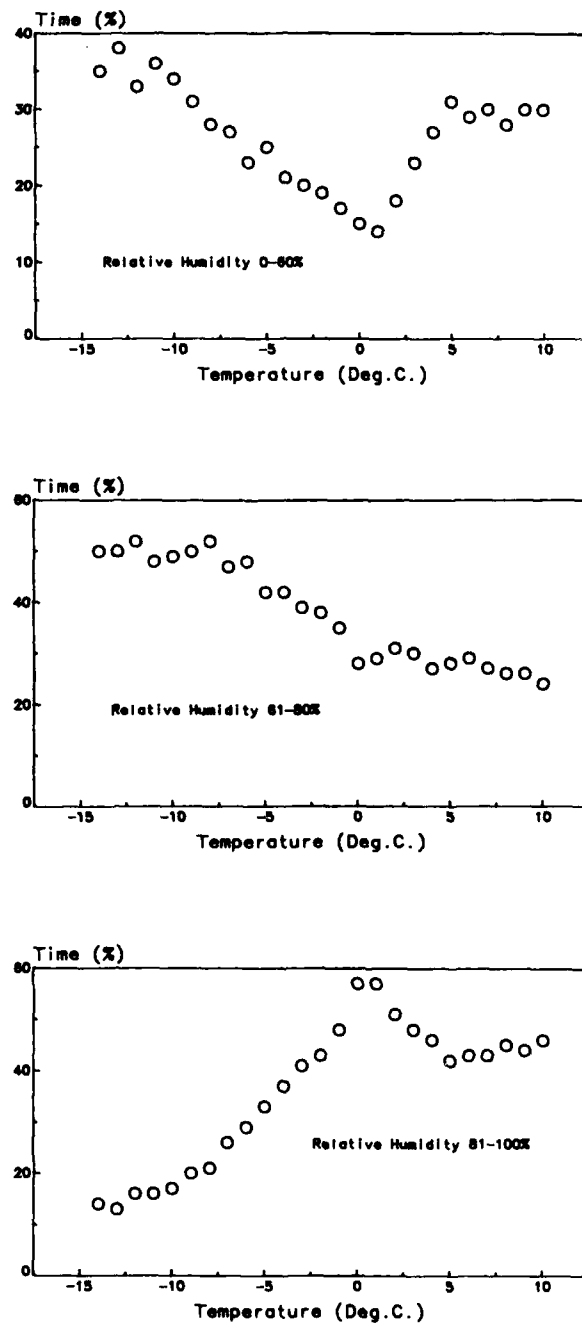 Time (%)
40
30
20
10
Relative Humidity 0-60%
0
-15 -10 -5 0 5 10
Temperature (Deg.C.)
Time (%)
60
40
20
Relative Humidity 61-80%
0
-15 -10 -5 0 5 10
Temperature (Deg.C.)
Time (%)
60
40
Relative Humidity 81-100%
20
0
-15 -10 -5 0 5 10
Temperature (Deg.C.)